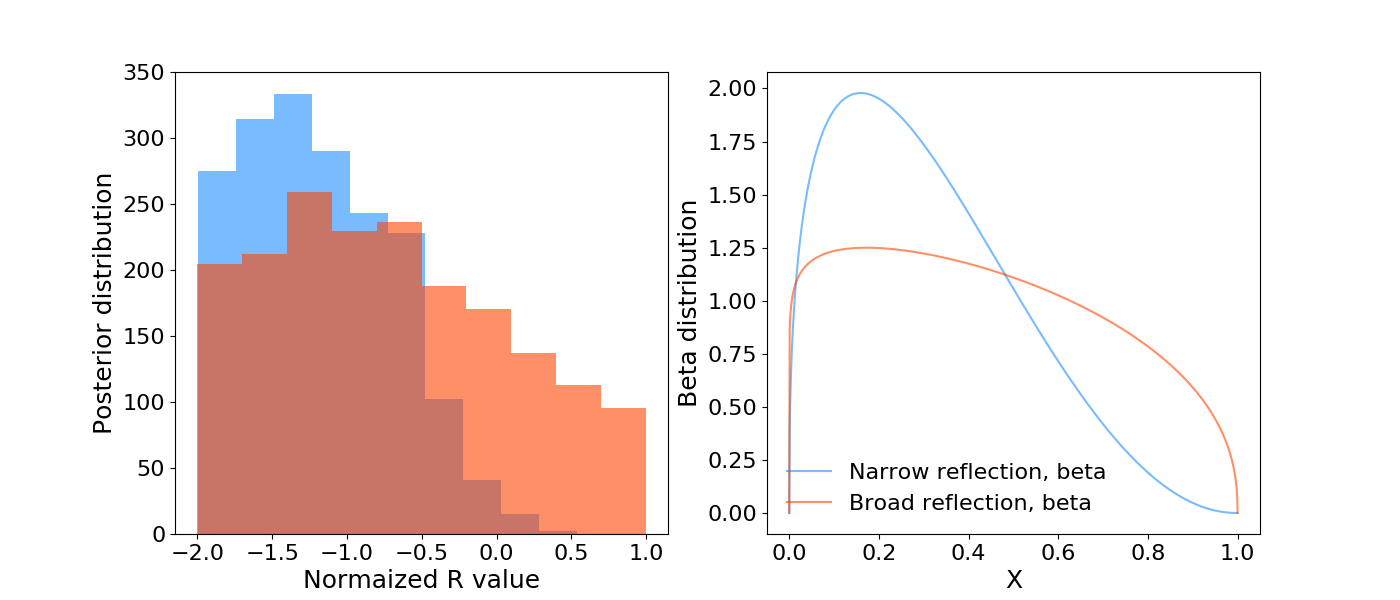 350
300
250
200
150
100
50
0
Posterior distribution
−2.0 −1.5 −1.0 −0.5 0.0 0.5 1.0
Normaized R value
2.00
1.75
1.50
1.25
1.00
0.75
0.50
0.25
0.00
Beta distribution
Narrow reflection, beta
Broad reflection, beta
0.0 0.2 0.4 0.6 0.8 1.0
X